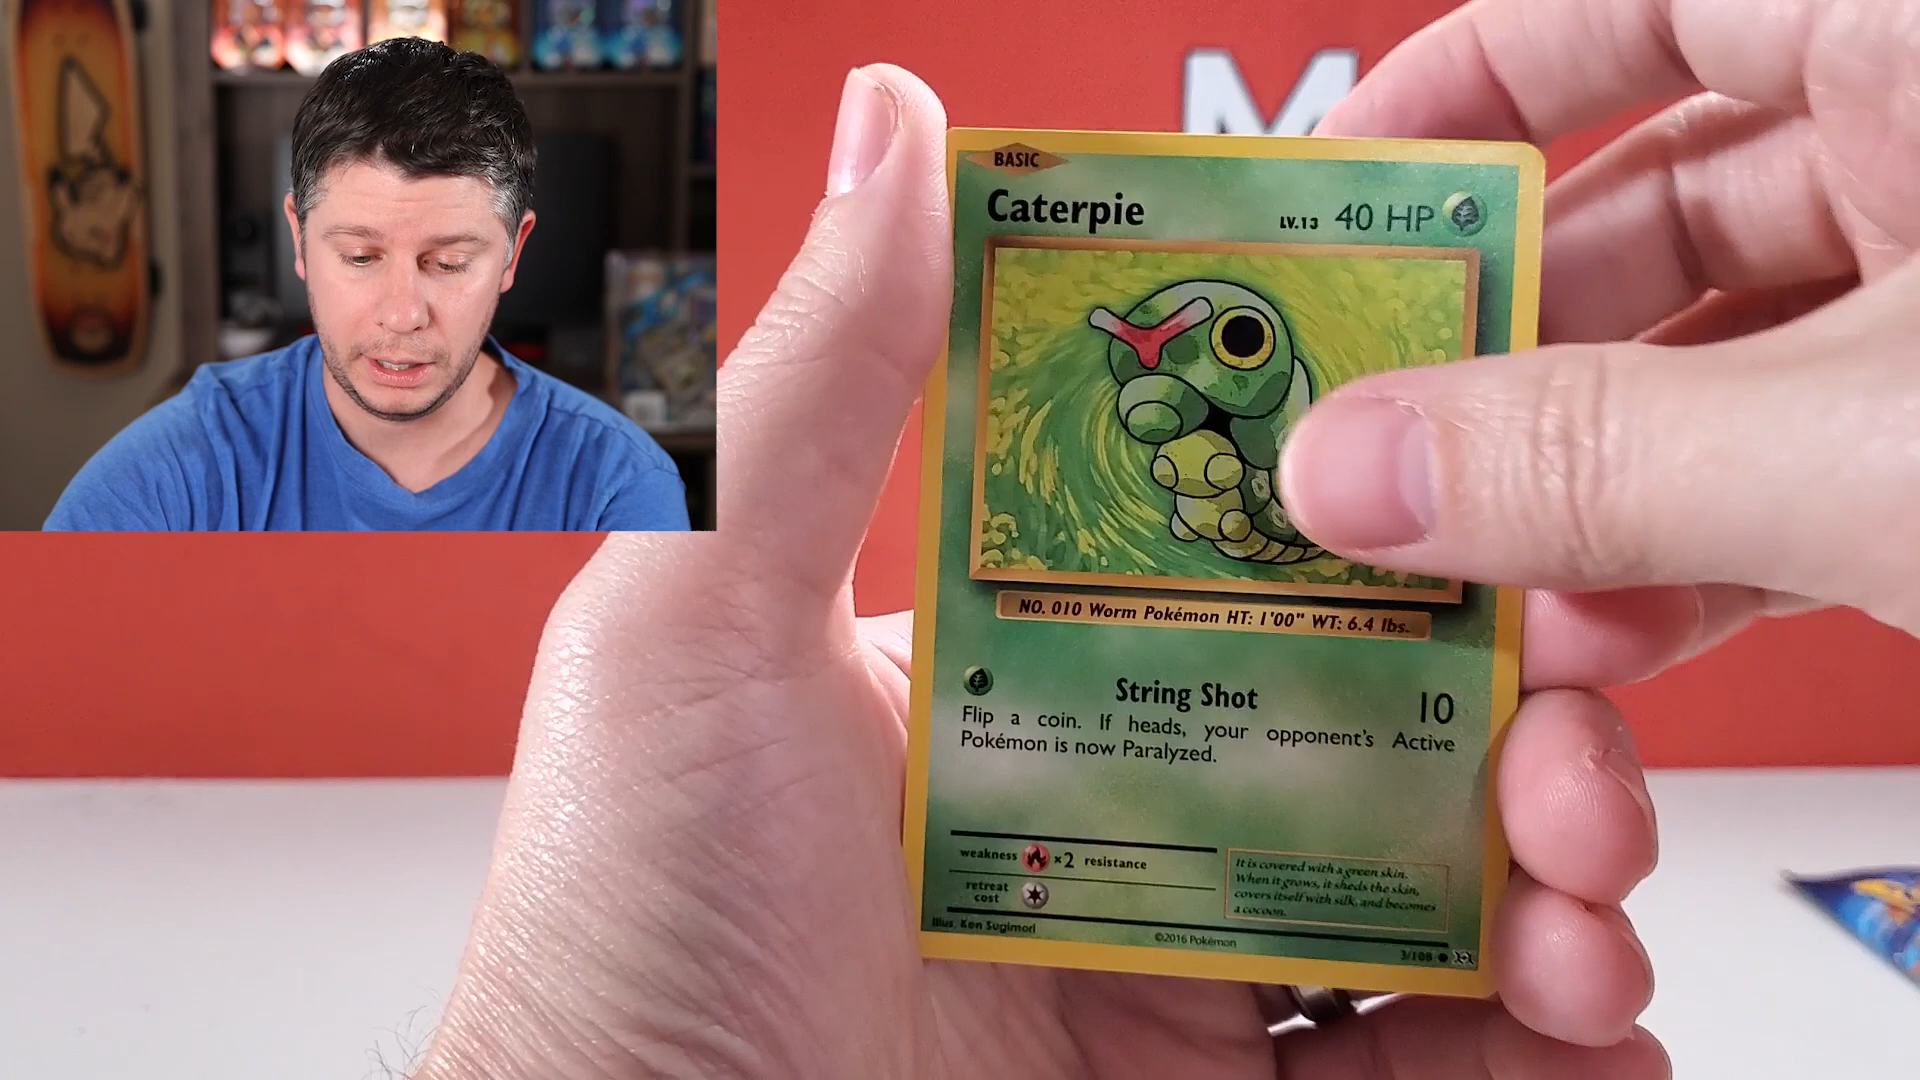 M
BASIC
Caterpie
LV.13 40 HP
NO. 010 Worm Pokémon HT: 1'00" WT: 6.4 lbs.
String Shot 10
Flip a coin. If heads, your opponent's Active
Pokémon is now Paralyzed.
weakness ×2 resistance
retreat
cost
It is covered with a green skin.
When it grows, it sheds the skin,
covers itself with silk, and becomes
a cocoon.
Illus. Ken Sugimori
©2016 Pokémon
3/108